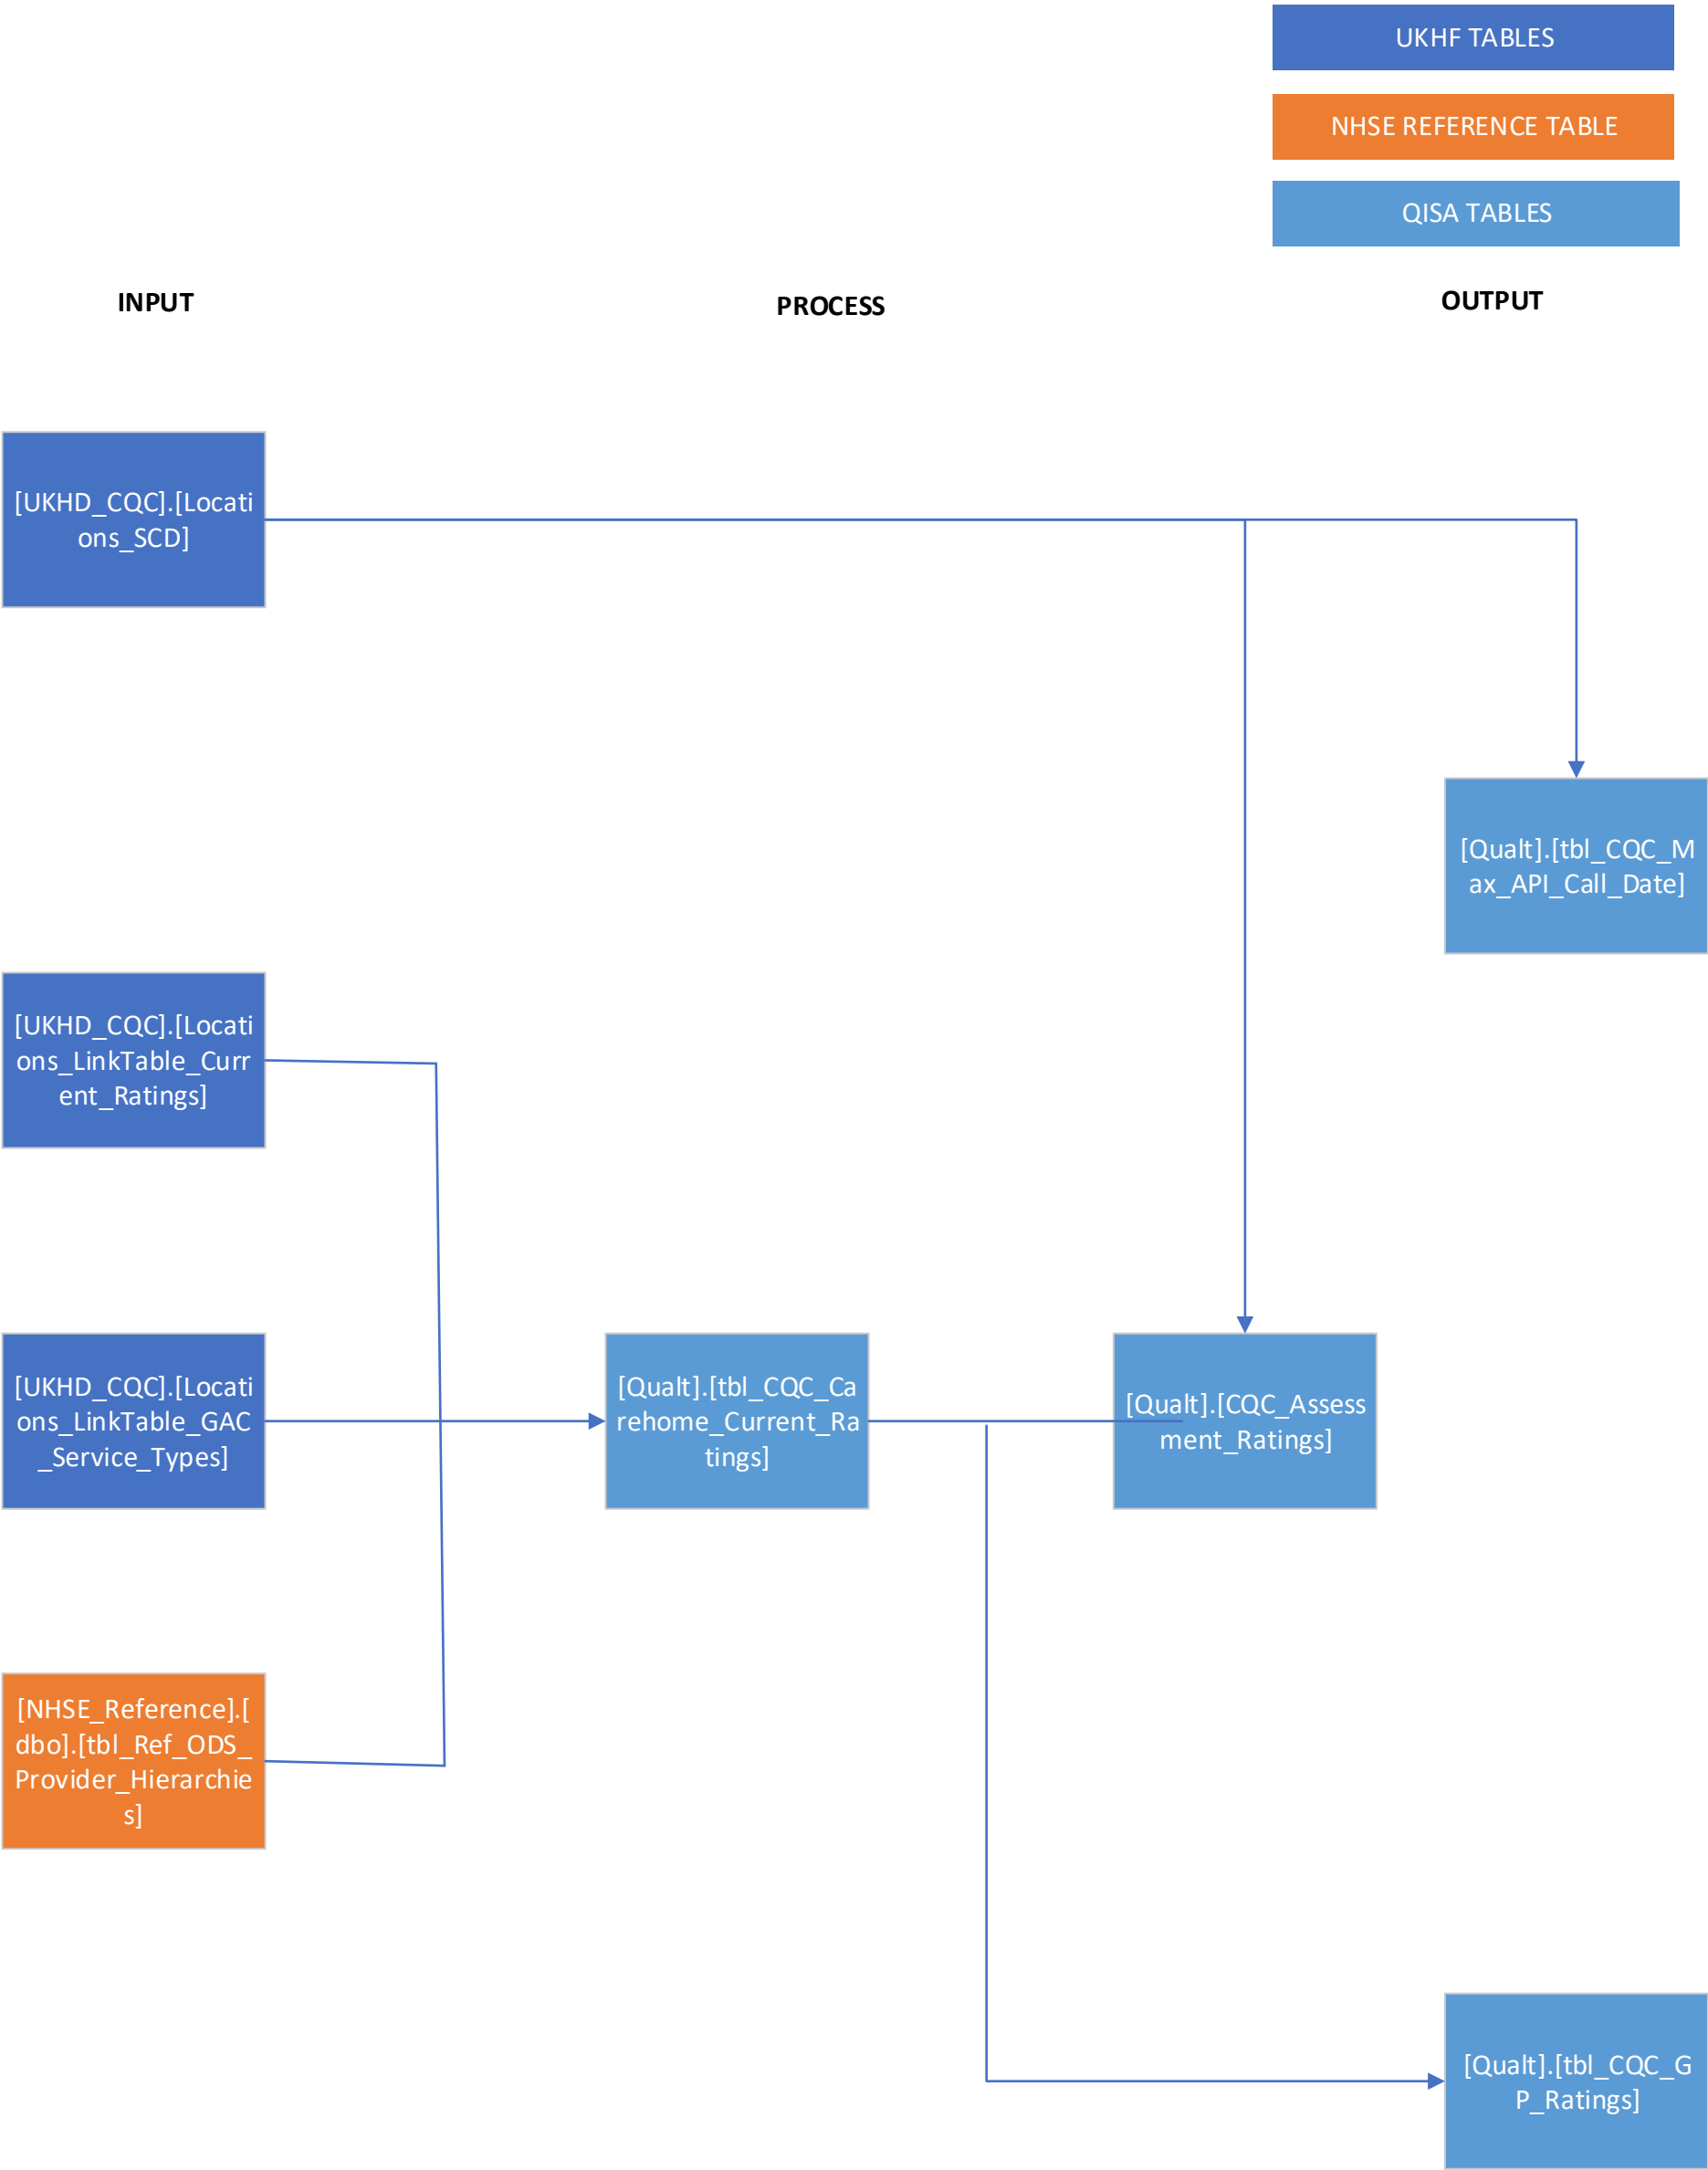 UKHF TABLES
NHSE REFERENCE TABLE
QISA TABLES
INPUT
PROCESS
OUTPUT
[UKHD_CQC].[Locati
ons_SCD]
[Qualt].[tbl_CQC_M
ax_API_Call_Date]
[UKHD_CQC].[Locati
ons_LinkTable_Curr
ent_Ratings]
[UKHD_CQC].[Locati
ons_LinkTable_GAC
_Service_Types]
[Qualt].[tbl_CQC_Ca
rehome_Current_Ra
tings]
[Qualt].[CQC_Assess
ment_Ratings]
[NHSE_Reference].[
dbo].[tbl_Ref_ODS_
Provider_Hierarchie
s]
[Qualt].[tbl_CQC_G
P_Ratings]